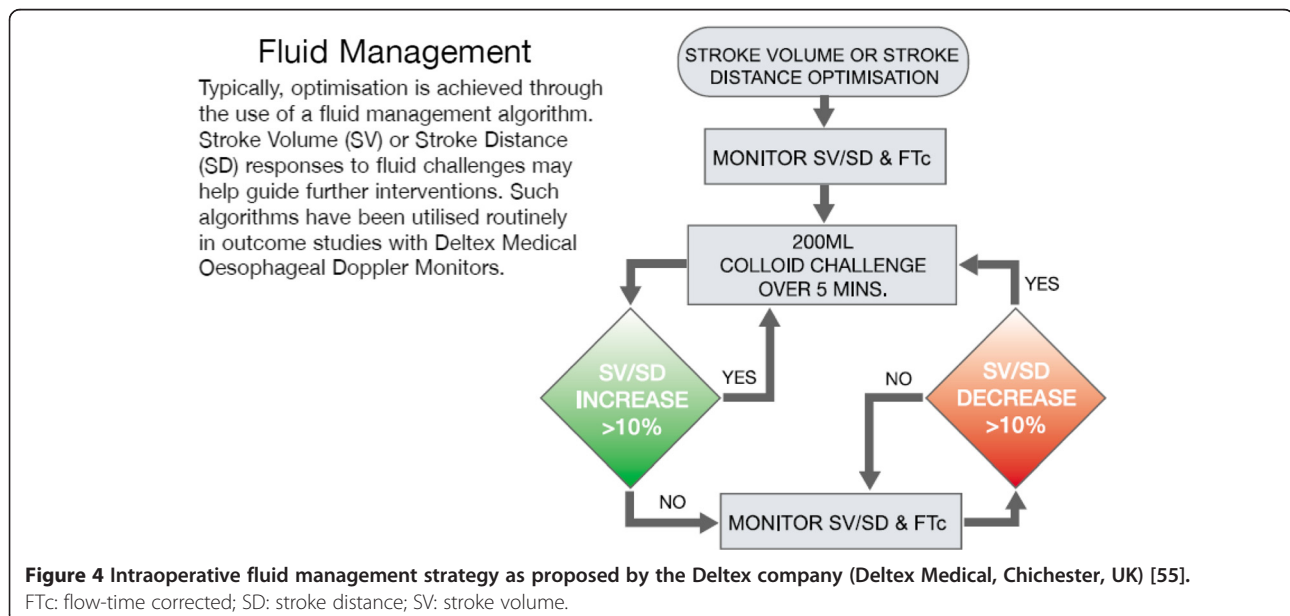 Fluid Management
Typically, optimisation is achieved through
the use of a fluid management algorithm.
Stroke Volume (SV) or Stroke Distance
(SD) responses to fluid challenges may
help guide further interventions. Such
algorithms have been utilised routinely
in outcome studies with Deltex Medical
Oesophageal Doppler Monitors.
STROKE VOLUME OR STROKE
DISTANCE OPTIMISATION
MONITOR SV/SD & FTc
200ML
COLLOID CHALLENGE
OVER 5 MINS.
SV/SD
INCREASE
>10%
YES
NO
MONITOR SV/SD & FTc
SV/SD
DECREASE
>10%
YES
NO
Figure 4 Intraoperative fluid management strategy as proposed by the Deltex company (Deltex Medical, Chichester, UK) [55].
FTc: flow-time corrected; SD: stroke distance; SV: stroke volume.